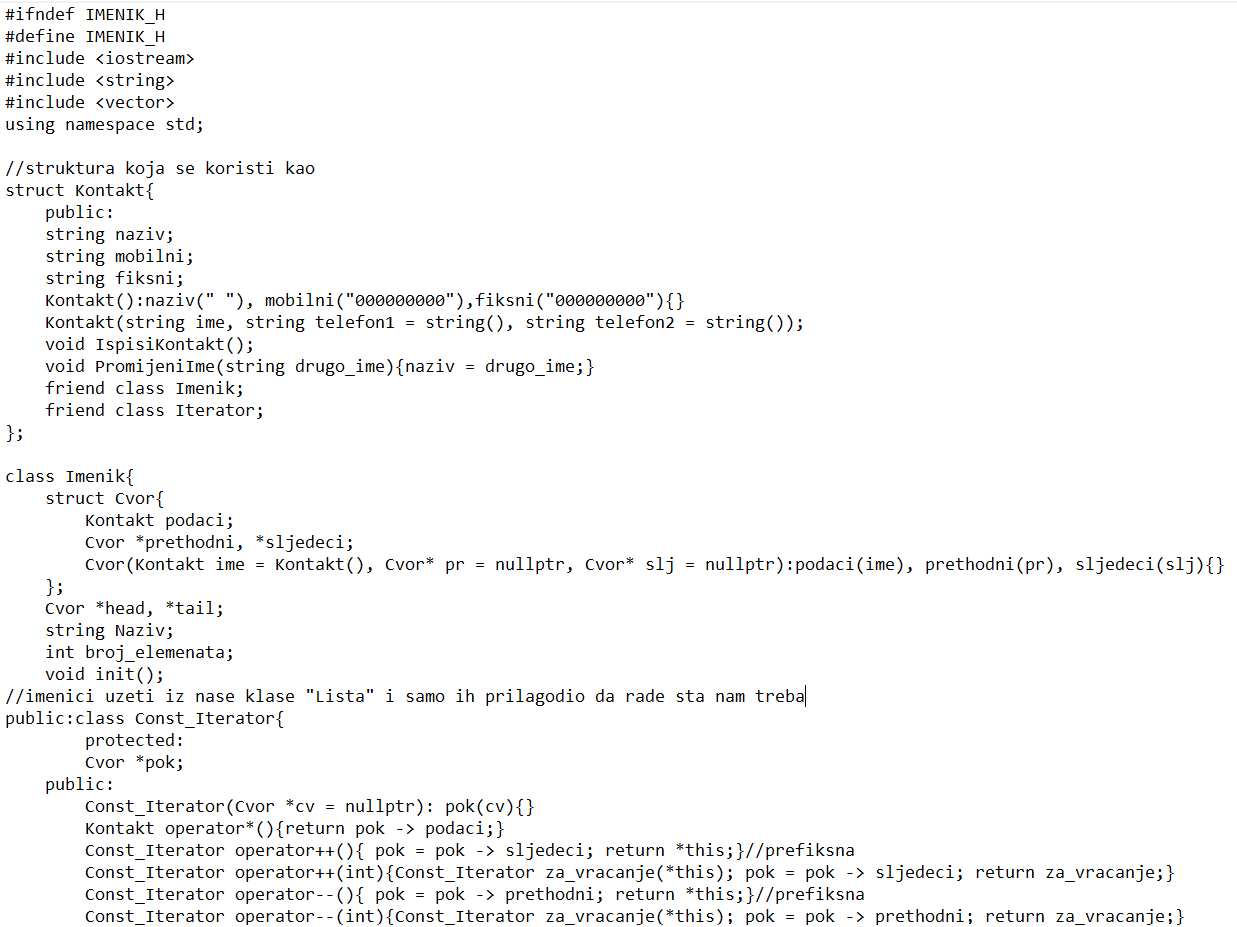 #ifndef IMENIK_H
#define IMENIK_H
#include <iostream>
#include <string>
#include <vector>
using namespace std;

//struktura koja se koristi kao
struct Kontakt{
    public:
    string naziv;
    string mobilni;
    string fiksni;
    Kontakt():naziv(" "), mobilni("000000000"),fiksni("000000000"){}
    Kontakt(string ime, string telefon1 = string(), string telefon2 = string());
    void IspisiKontakt();
    void PromijeniIme(string drugo_ime){naziv = drugo_ime;}
    friend class Imenik;
    friend class Iterator;
};

class Imenik{
    struct Cvor{
        Kontakt podaci;
        Cvor *prethodni, *sljedeci;
        Cvor(Kontakt ime = Kontakt(), Cvor* pr = nullptr, Cvor* slj = nullptr):podaci(ime), prethodni(pr), sljedeci(slj){}
    };
    Cvor *head, *tail;
    string Naziv;
    int broj_elemenata;
    void init();
//imenici uzeti iz nase klase "Lista" i samo ih prilagodio da rade sta nam treba
public:class Const_Iterator{
        protected:
        Cvor *pok;
    public:
        Const_Iterator(Cvor *cv = nullptr): pok(cv){}
        Kontakt operator*(){return pok -> podaci;}
        Const_Iterator operator++(){ pok = pok -> sljedeci; return *this;}//prefiksna
        Const_Iterator operator++(int){Const_Iterator za_vracanje(*this); pok = pok -> sljedeci; return za_vracanje;}
        Const_Iterator operator--(){ pok = pok -> prethodni; return *this;}//prefiksna
        Const_Iterator operator--(int){Const_Iterator za_vracanje(*this); pok = pok -> prethodni; return za_vracanje;}